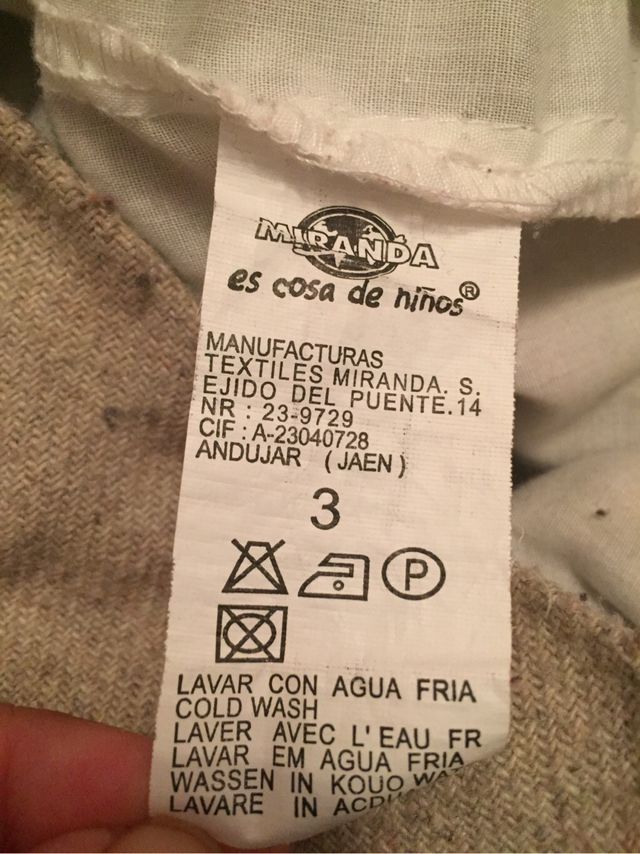 MIRANDA
es cosa de niños®
MANUFACTURAS
TEXTILES MIRANDA. S.
EJIDO DEL PUENTE.14
NR : 23-9729
CIF : A-23040728
ANDUJAR (JAEN)
3
P
LAVAR CON AGUA FRIA
COLD WASH
LAVER AVEC L'EAU FR
LAVAR EM AGUA FRIA
WASSEN IN KOUO
LAVARE IN